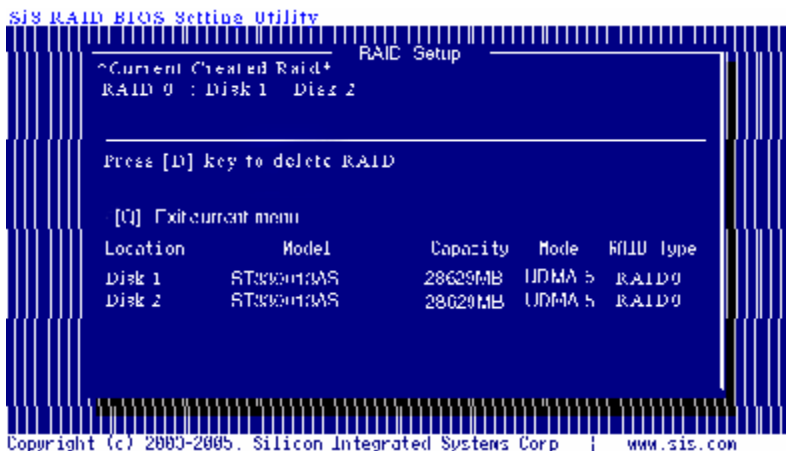 SiS RAID BIOS Setting Utility
RAID Setup
*Current Created Raid*
RAID 0 : Disk 1 Disk 2
Press [D] key to delete RAID
[Q] Exit current menu
Location Model Capacity Mode RAID Type
Disk 1 28629MB UDMA 5 RAID0
Disk 2 28629MB UDMA 5 RAID0
Copyright (c) 2003-2005. Silicon Integrated Systems Corp | www.sis.com